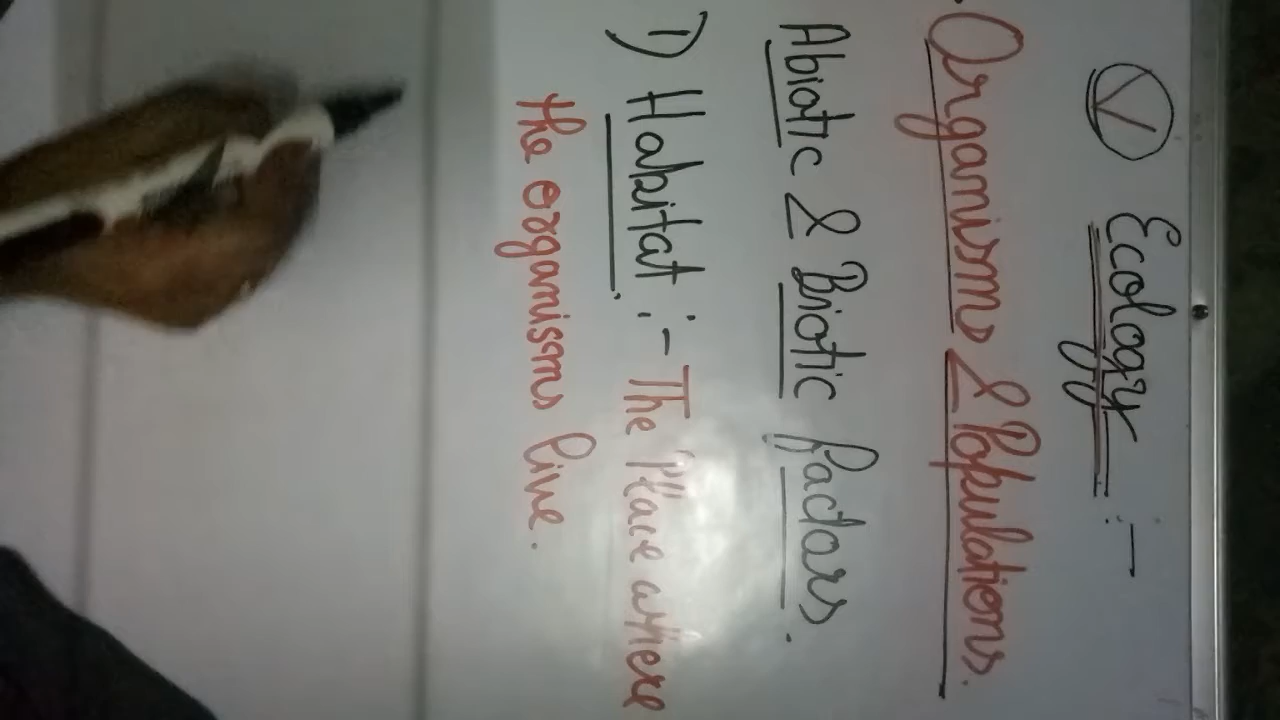 Ⓥ Ecology :-
Organisms & Populations.
Abiotic & Biotic factors.
1) Habitat :- The Place where
the organisms live.